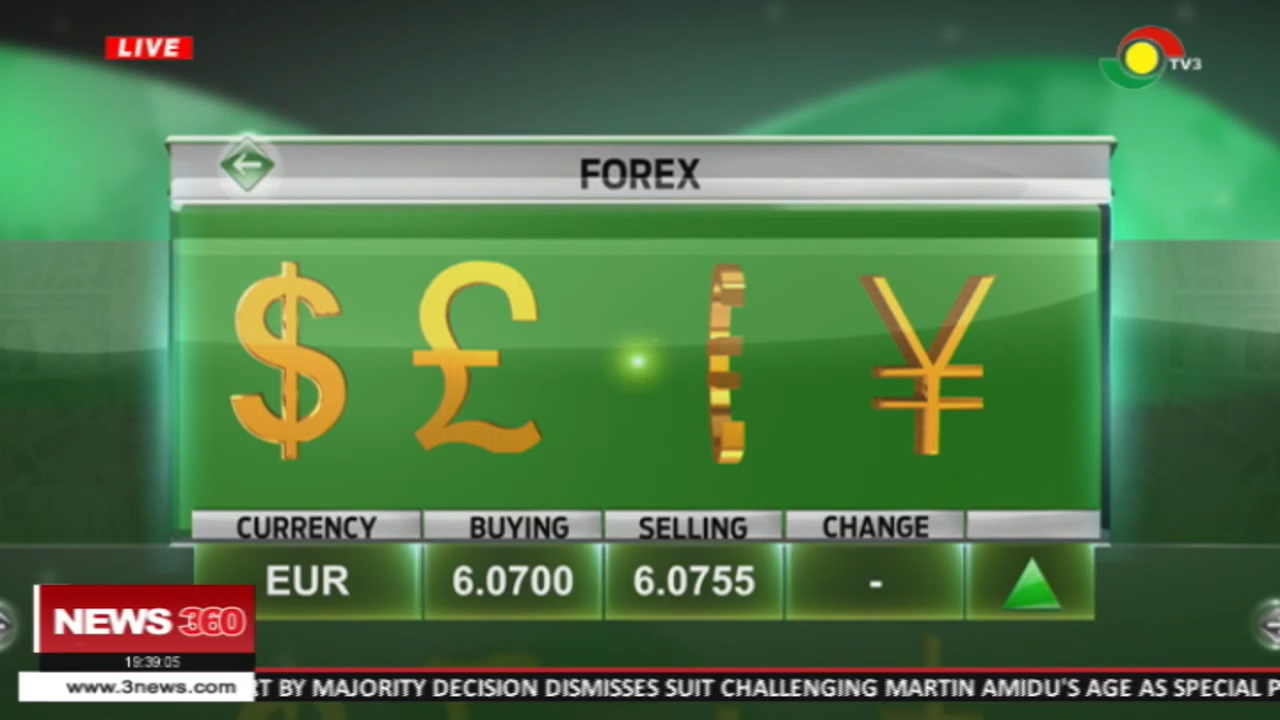 LIVE
TV3
FOREX
$ £ ¥
CURRENCY BUYING SELLING CHANGE
EUR 6.0700 6.0755 -
NEWS 360
19:39:05
www.3news.com
BY MAJORITY DECISION DISMISSES SUIT CHALLENGING MARTIN AMIDU'S AGE AS SPECIAL